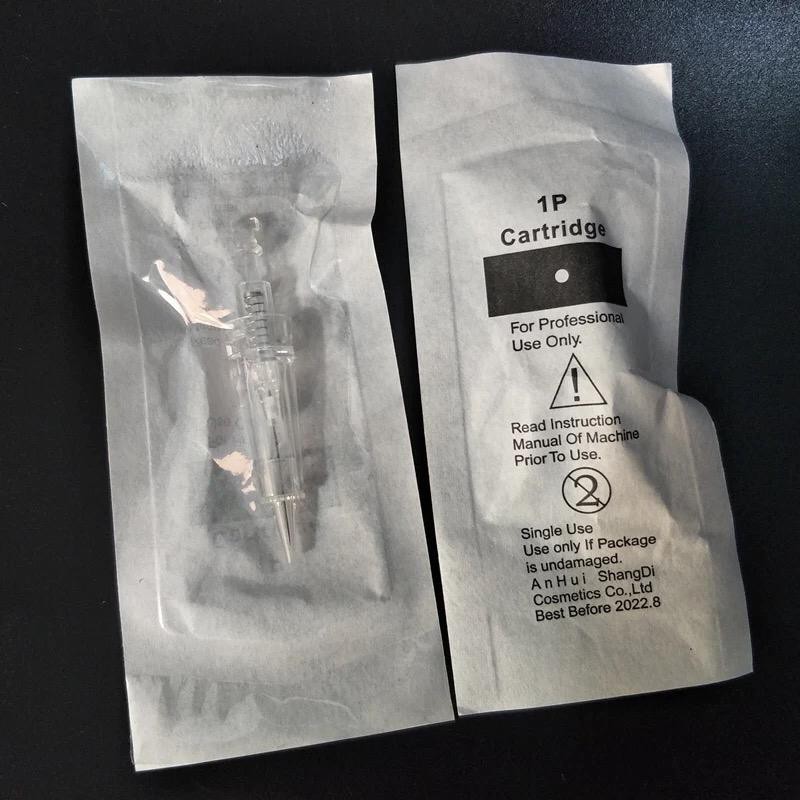 1P
Cartridge
For Professional
Use Only.
Read Instruction
Manual Of Machine
Prior To Use.
2
Single Use
Use only If Package
is undamaged.
AnHui ShangDi
Cosmetics Co.,Ltd
Best Before 2022.8